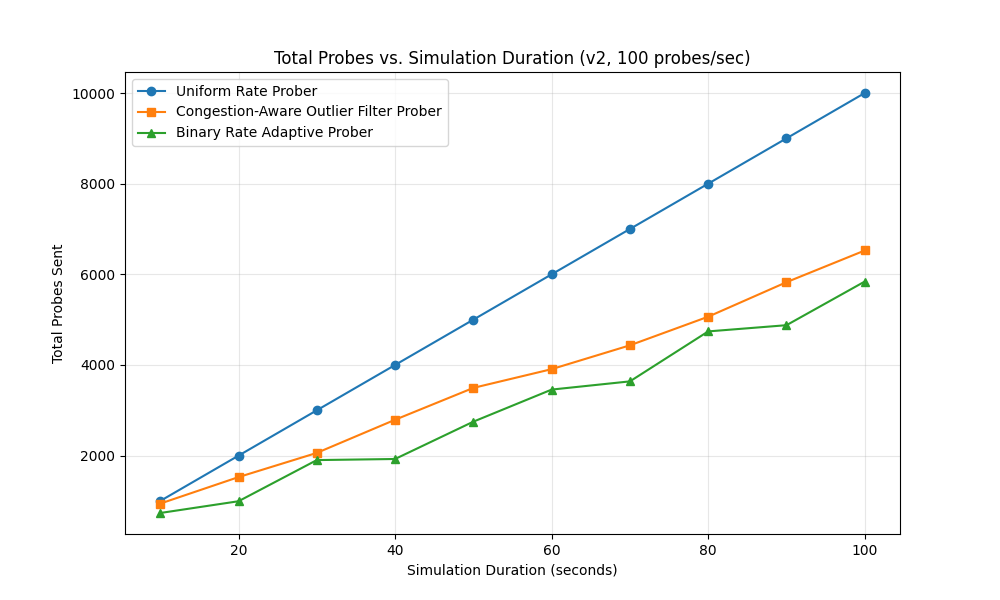 Total Probes vs. Simulation Duration (v2, 100 probes/sec)
Uniform Rate Prober
Congestion-Aware Outlier Filter Prober
Binary Rate Adaptive Prober
Total Probes Sent
10000
8000
6000
4000
2000
20
40
60
80
100
Simulation Duration (seconds)